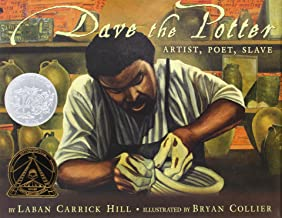 Dave the Potter
ARTIST, POET, SLAVE
BY LABAN CARRICK HILL • ILLUSTRATED BY BRYAN COLLIER